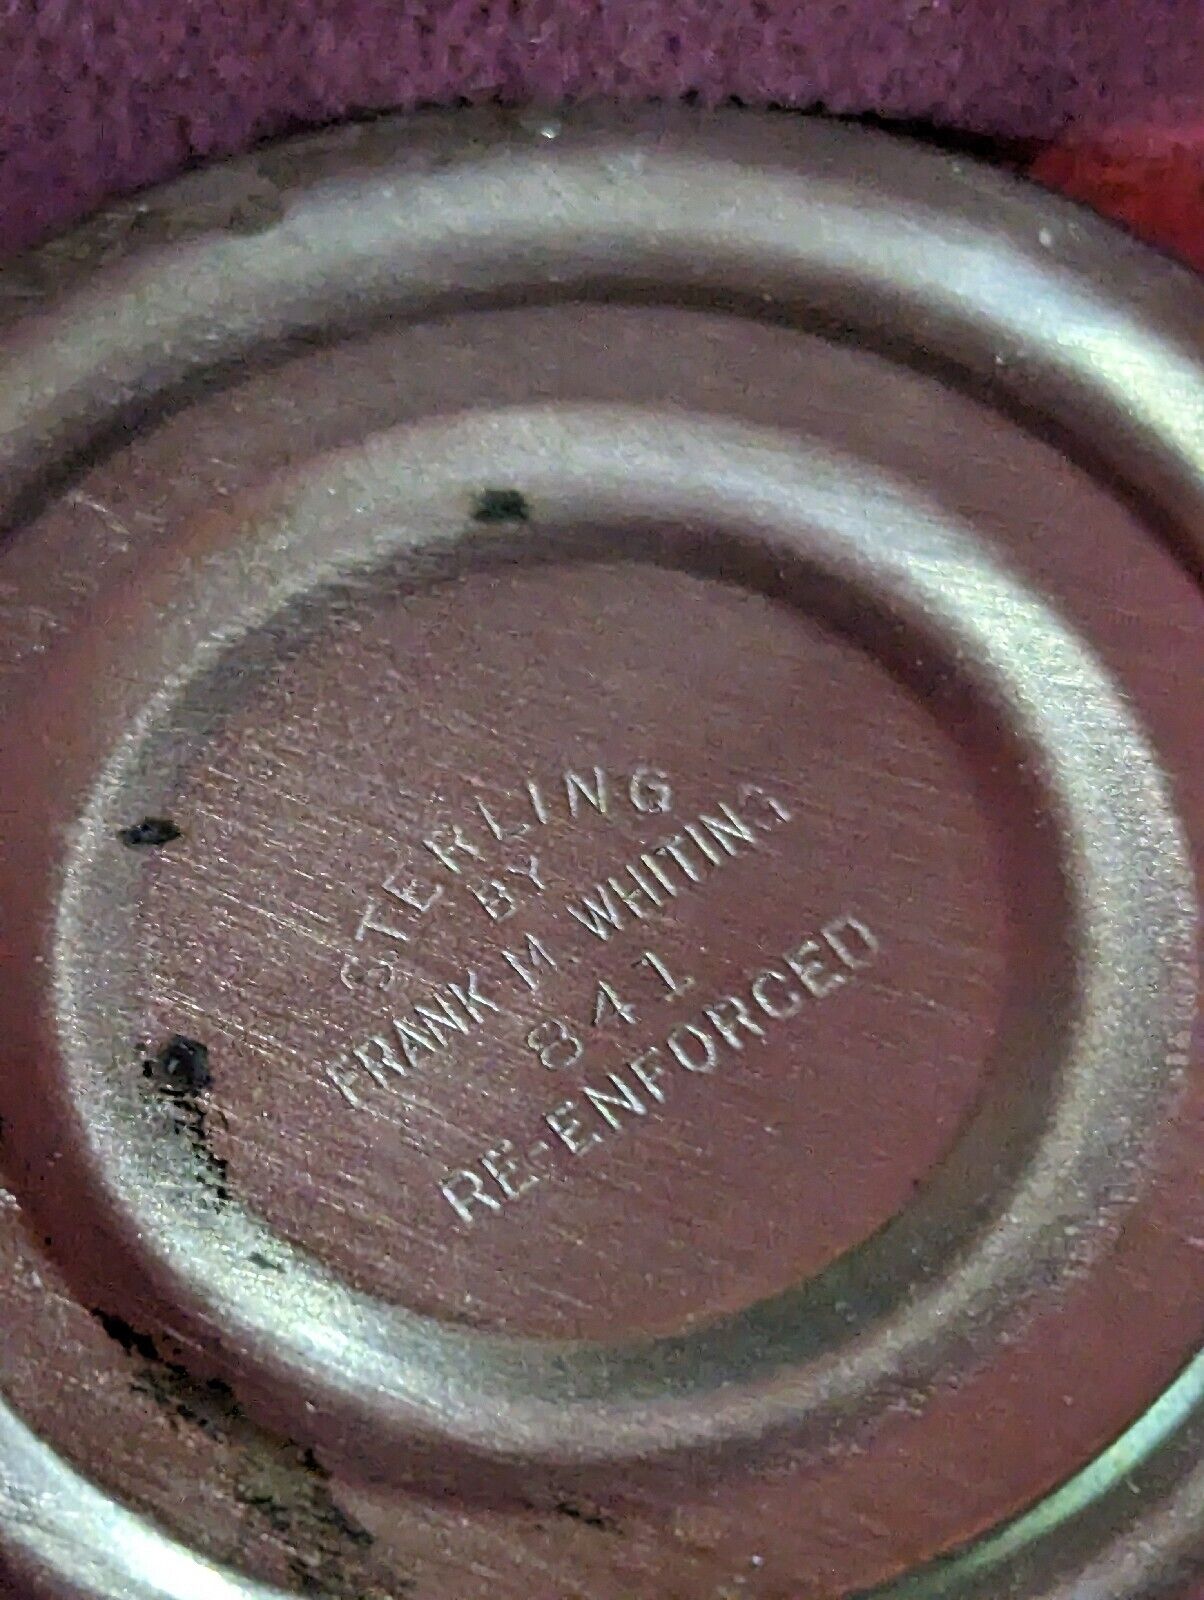 STERLING
BY
FRANK M. WHITING
841
RE-ENFORCED